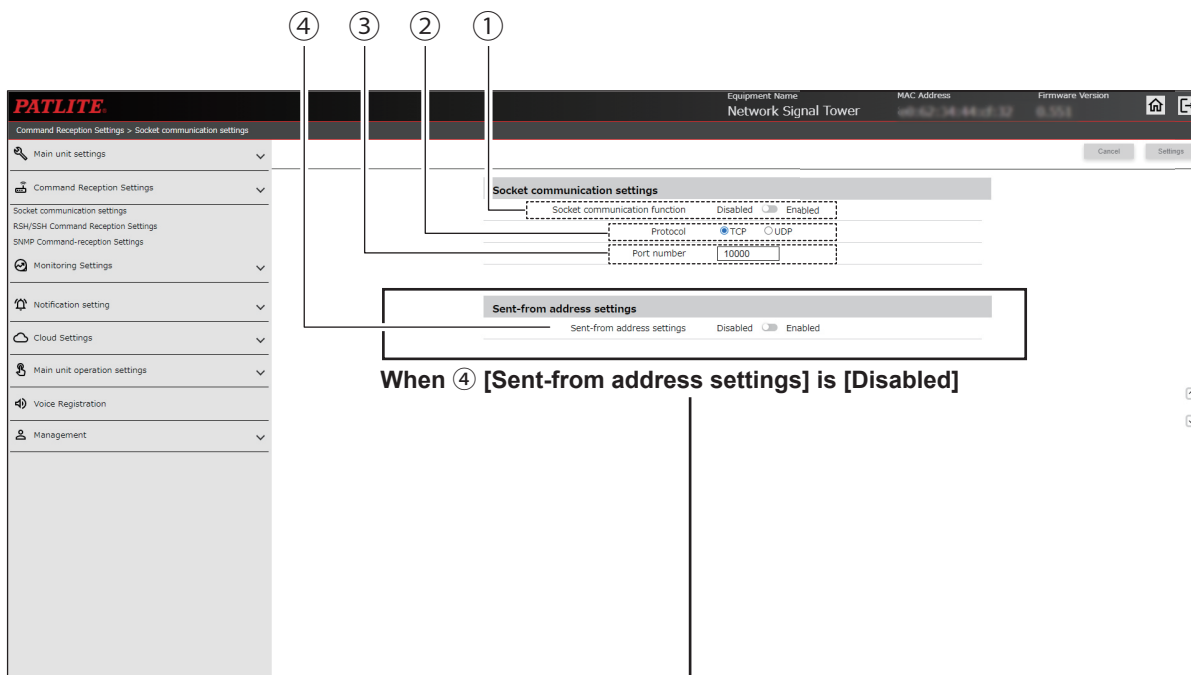 ④ ③ ② ①
PATLITE
Equipment Name
Network Signal Tower
MAC Address
Firmware Version
0.551
Command Reception Settings > Socket communication settings
Cancel Settings
Main unit settings
Command Reception Settings
Socket communication settings
RSH/SSH Command Reception Settings
SNMP Command-reception Settings
Monitoring Settings
Notification setting
Cloud Settings
Main unit operation settings
Voice Registration
Management
Socket communication settings
Socket communication function Disabled Enabled
Protocol TCP UDP
Port number 10000
Sent-from address settings
Sent-from address settings Disabled Enabled
When ④ [Sent-from address settings] is [Disabled]